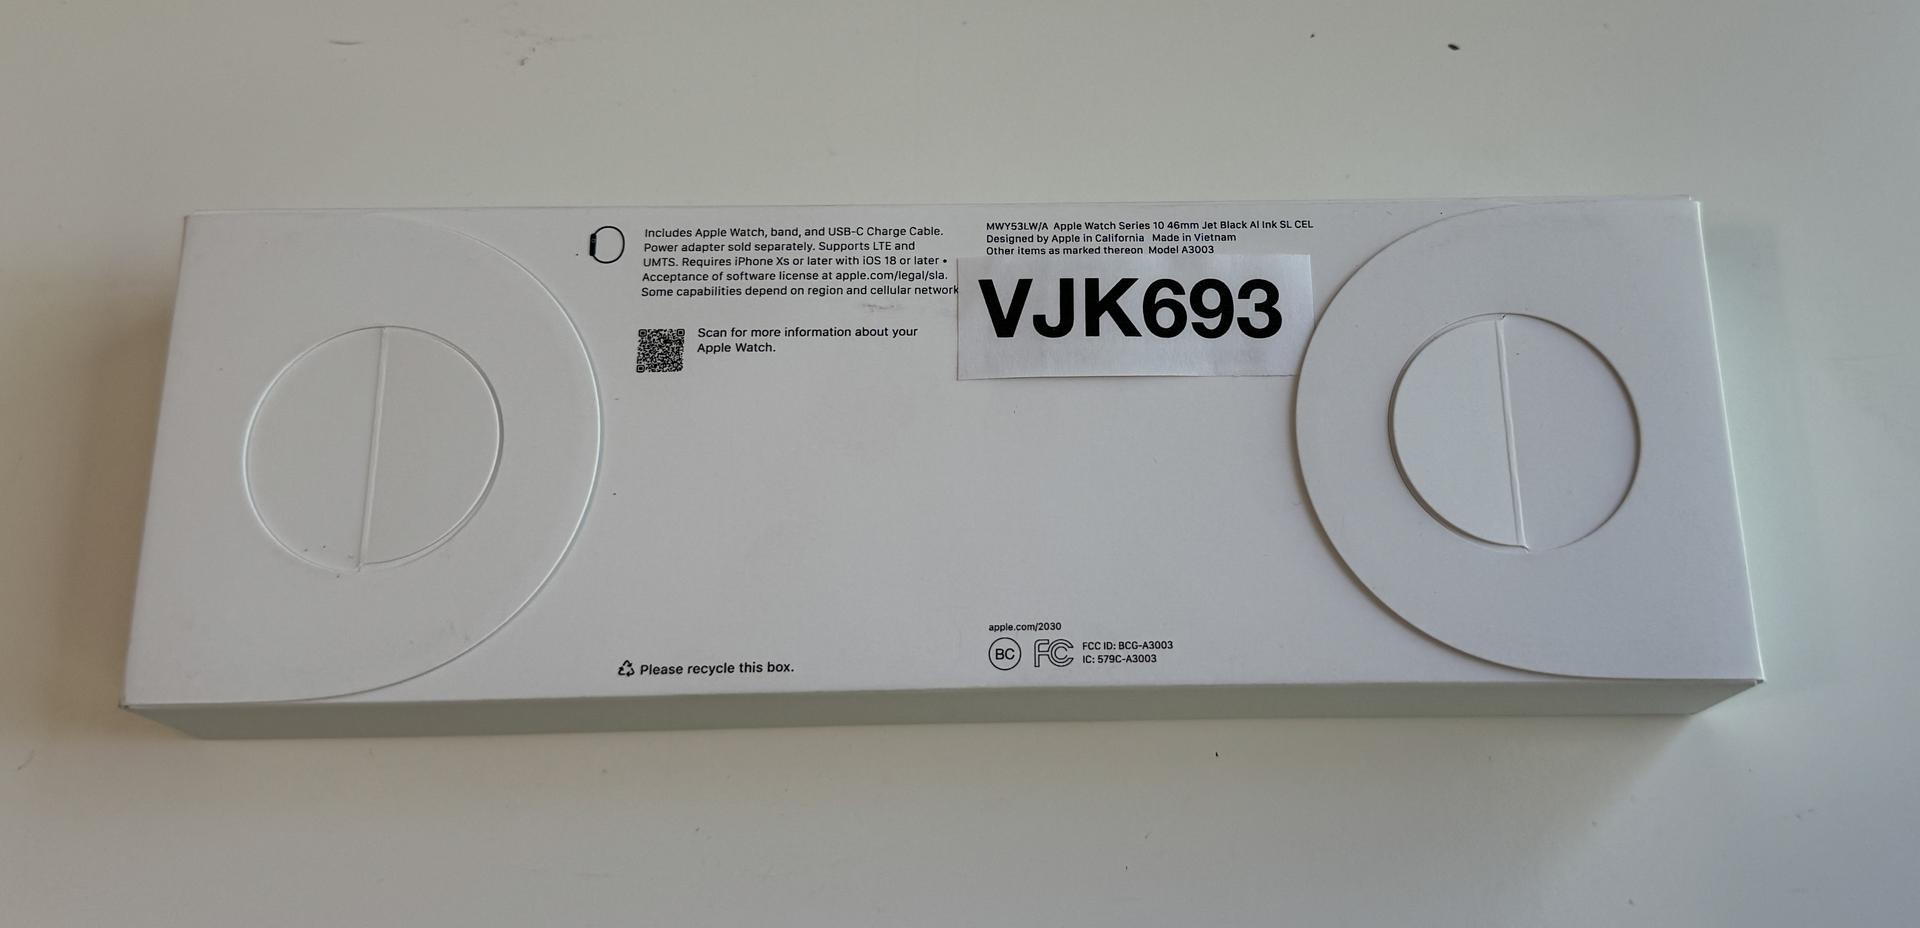 Includes Apple Watch, band, and USB-C Charge Cable.
Power adapter sold separately. Supports LTE and
UMTS. Requires iPhone Xs or later with iOS 18 or later •
Acceptance of software license at apple.com/legal/sla.
Some capabilities depend on region and cellular network
Scan for more information about your
Apple Watch.
Please recycle this box.
MWY53LW/A Apple Watch Series 10 46mm Jet Black Al Ink SL CEL
Designed by Apple in California Made in Vietnam
Other items as marked thereon Model A3003
VJK693
apple.com/2030
BC FC FCC ID: BCG-A3003
IC: 579C-A3003